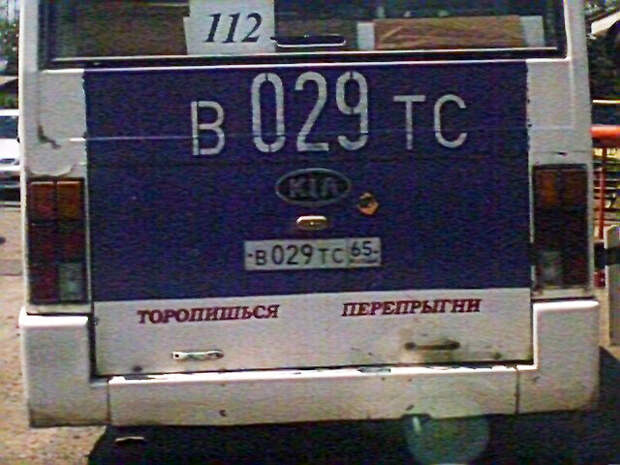 112
В 029 ТС
KIA
В 029 ТС 65
ТОРОПИШЬСЯ ПЕРЕПРЫГНИ